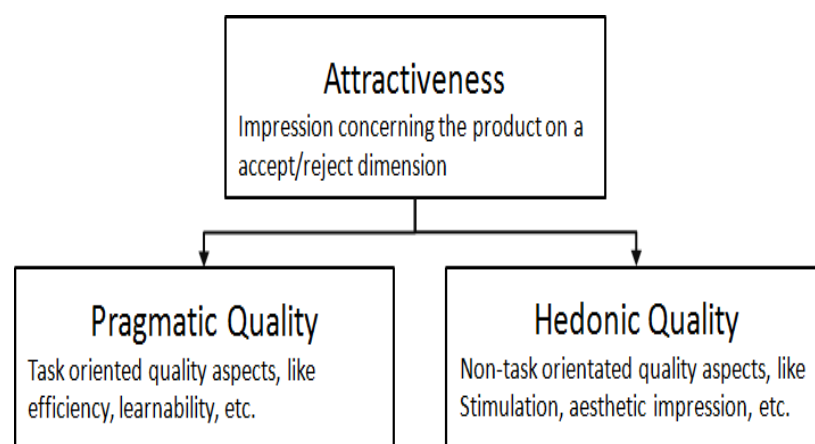 Attractiveness
Impression concerning the product on a
accept/reject dimension
Pragmatic Quality
Task oriented quality aspects, like
efficiency, learnability, etc.
Hedonic Quality
Non-task orientated quality aspects, like
Stimulation, aesthetic impression, etc.